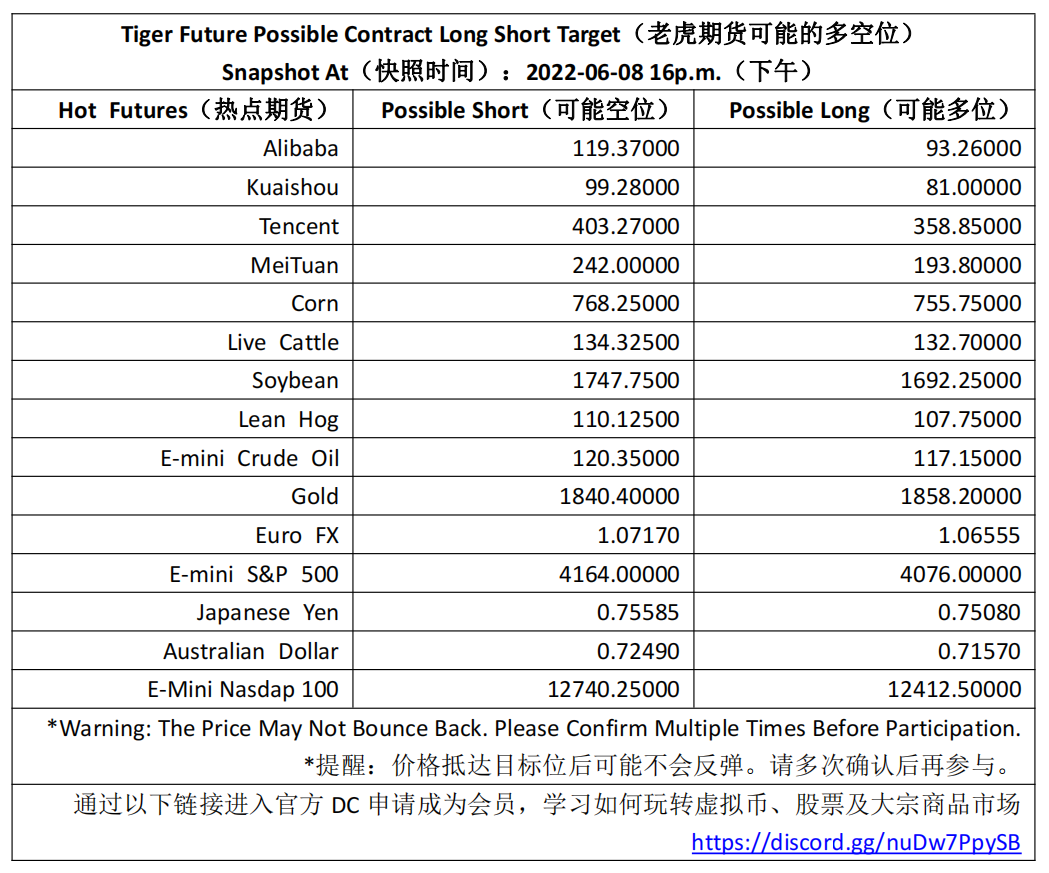 Tiger Future Possible Contract Long Short Target（老虎期货可能的多空位）
Snapshot At（快照时间）：2022-06-08 16p.m.（下午）
Hot Futures（热点期货） Possible Short（可能空位） Possible Long（可能多位）
Alibaba 119.37000 93.26000
Kuaishou 99.28000 81.00000
Tencent 403.27000 358.85000
MeiTuan 242.00000 193.80000
Corn 768.25000 755.75000
Live Cattle 134.32500 132.70000
Soybean 1747.7500 1692.25000
Lean Hog 110.12500 107.75000
E-mini Crude Oil 120.35000 117.15000
Gold 1840.40000 1858.20000
Euro FX 1.07170 1.06555
E-mini S&P 500 4164.00000 4076.00000
Japanese Yen 0.75585 0.75080
Australian Dollar 0.72490 0.71570
E-Mini Nasdap 100 12740.25000 12412.50000
*Warning: The Price May Not Bounce Back. Please Confirm Multiple Times Before Participation.
*提醒：价格抵达目标位后可能不会反弹。请多次确认后再参与。
通过以下链接进入官方 DC 申请成为会员，学习如何玩转虚拟币、股票及大宗商品市场
https://discord.gg/nuDw7PpySB